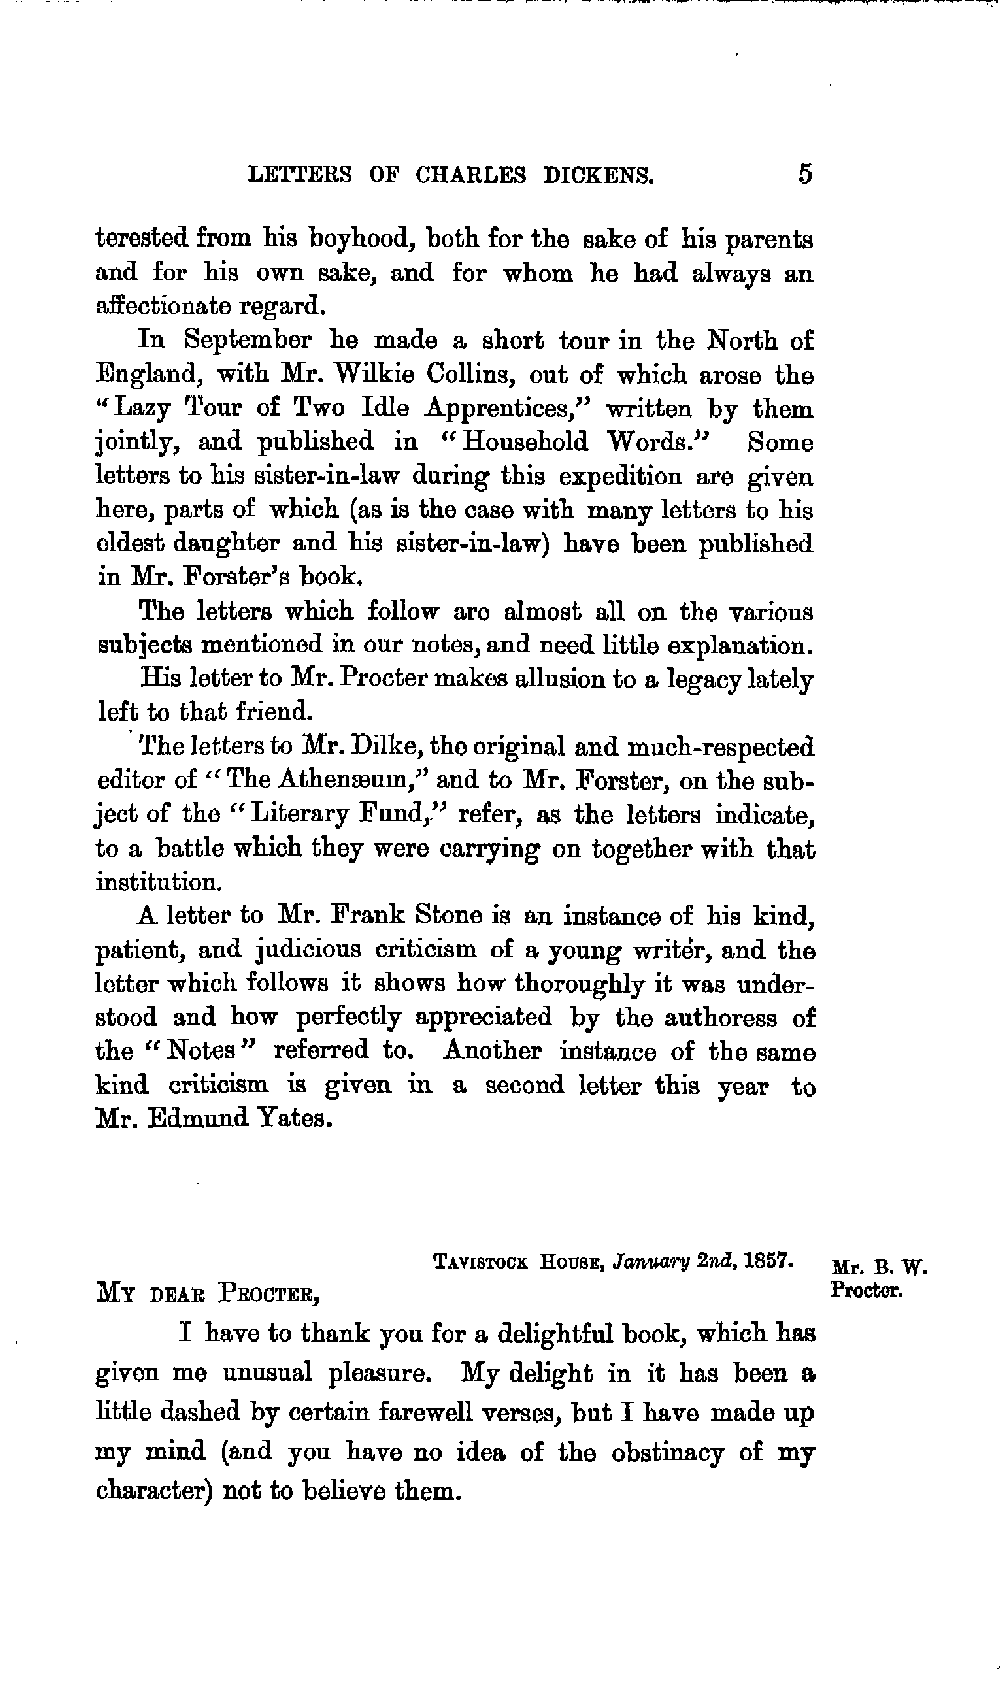 LETTERS OF CHARLES DICKENS. 5
terested from his boyhood, both for the sake of his parents
and for his own sake, and for whom he had always an
affectionate regard.
In September he made a short tour in the North of
England, with Mr. Wilkie Collins, out of which arose the
“Lazy Tour of Two Idle Apprentices,” written by them
jointly, and published in “Household Words.” Some
letters to his sister-in-law during this expedition are given
here, parts of which (as is the case with many letters to his
eldest daughter and his sister-in-law) have been published
in Mr. Forster's book.
The letters which follow are almost all on the various
subjects mentioned in our notes, and need little explanation.
His letter to Mr. Procter makes allusion to a legacy lately
left to that friend.
The letters to Mr. Dilke, the original and much-respected
editor of “The Athenæum,” and to Mr. Forster, on the sub-
ject of the “Literary Fund,” refer, as the letters indicate,
to a battle which they were carrying on together with that
institution.
A letter to Mr. Frank Stone is an instance of his kind,
patient, and judicious criticism of a young writer, and the
letter which follows it shows how thoroughly it was under-
stood and how perfectly appreciated by the authoress of
the “Notes” referred to. Another instance of the same
kind criticism is given in a second letter this year to
Mr. Edmund Yates.
TAVISTOCK HOUSE, January 2nd, 1857.
Mr. B. W.
Procter.
MY DEAR PROCTER,
I have to thank you for a delightful book, which has
given me unusual pleasure. My delight in it has been a
little dashed by certain farewell verses, but I have made up
my mind (and you have no idea of the obstinacy of my
character) not to believe them.